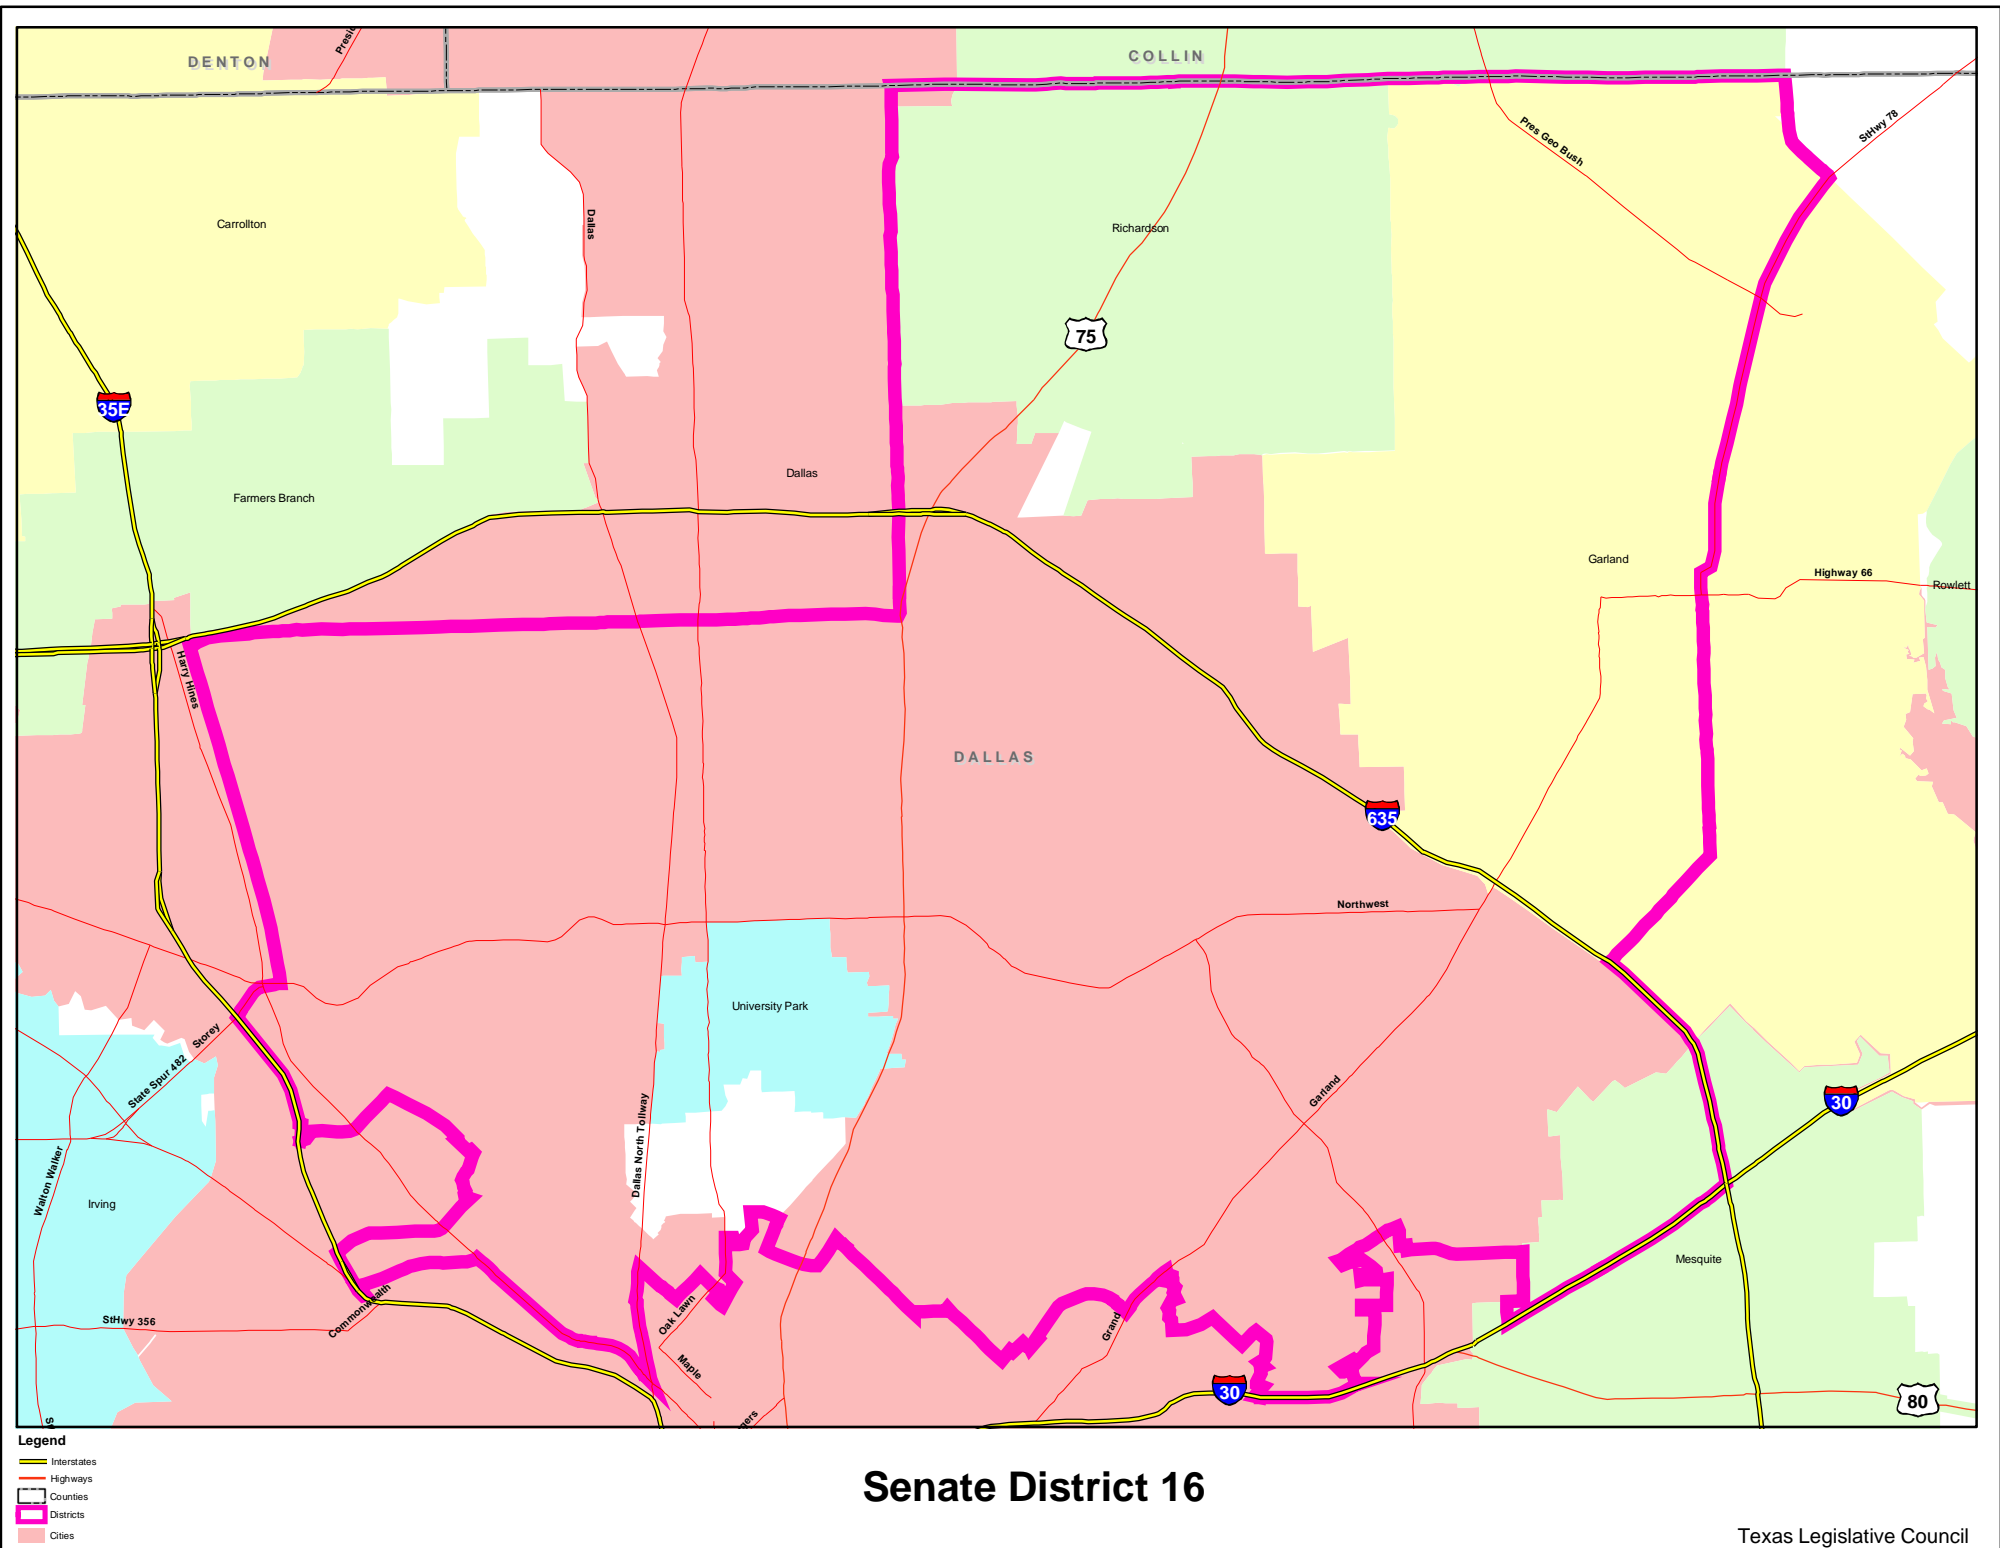 DENTON
COLLIN
Presi
Pres Geo Bush
StHwy 78
Carrollton
Dallas
Richardson
75
35E
Dallas
Farmers Branch
Garland
Highway 66
Rowlett
Harry Hines
DALLAS
635
Northwest
University Park
Storey
State Spur 482
Garland
30
Dallas North Tollway
Walton Walker
Irving
Mesquite
StHwy 356
Commonwealth
Oak Lawn
Maple
Grand
30
80
gers
Legend
Interstates
Highways
Counties
Districts
Cities
Senate District 16
Texas Legislative Council